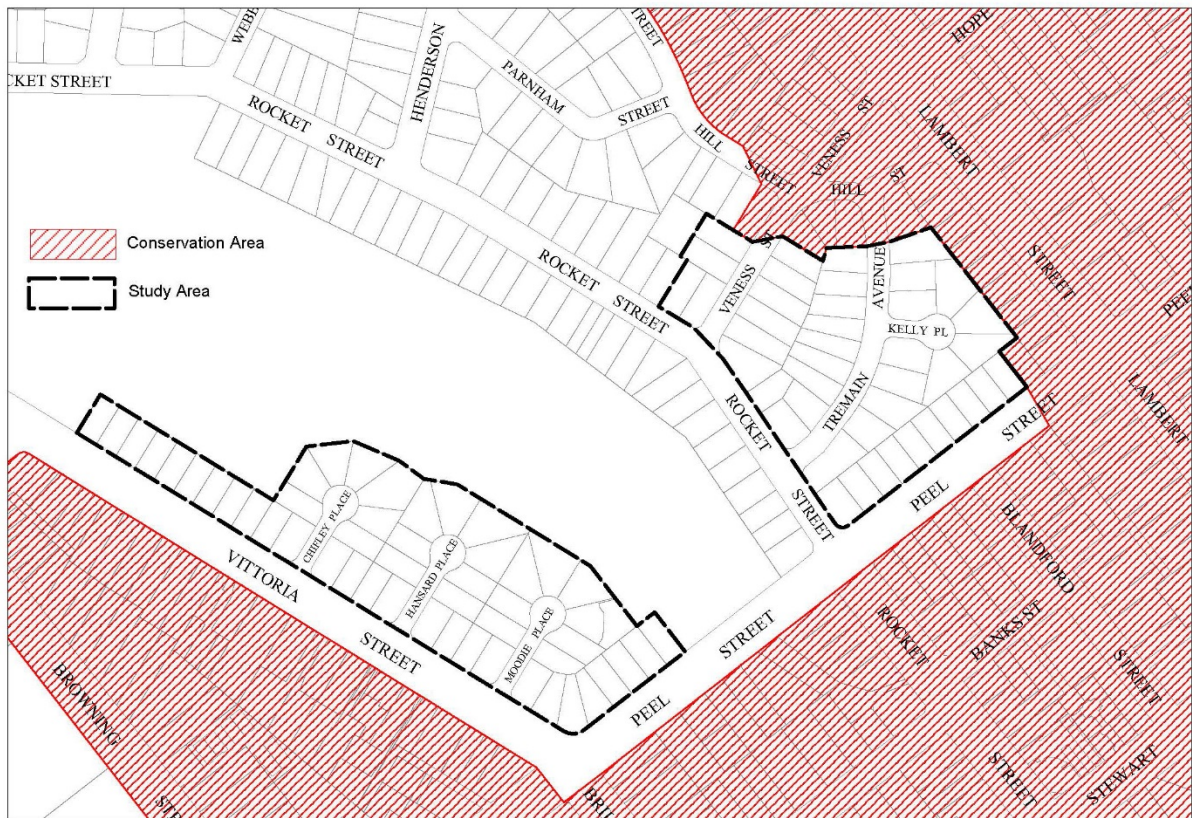 HOPE
STREET
WEBB
HENDERSON
PARNHAM
STREET
CKET STREET
ROCKET STREET
HILL
STREET
VENESS ST
LAMBERT
STREET
HILL ST
Conservation Area
Study Area
ROCKET STREET
VENESS
AVENUE
KELLY PL
TREMAIN
PEEL
LAMBERT
ROCKET
STREET
PEEL STREET
CHIFLEY PLACE
HANSARD PLACE
MOODIE PLACE
VITTORIA
STREET
PEEL STREET
BLANDFORD
STREET
ROCKET
STREET
BANKS ST
STEWART
BROWNING
STR
BRI